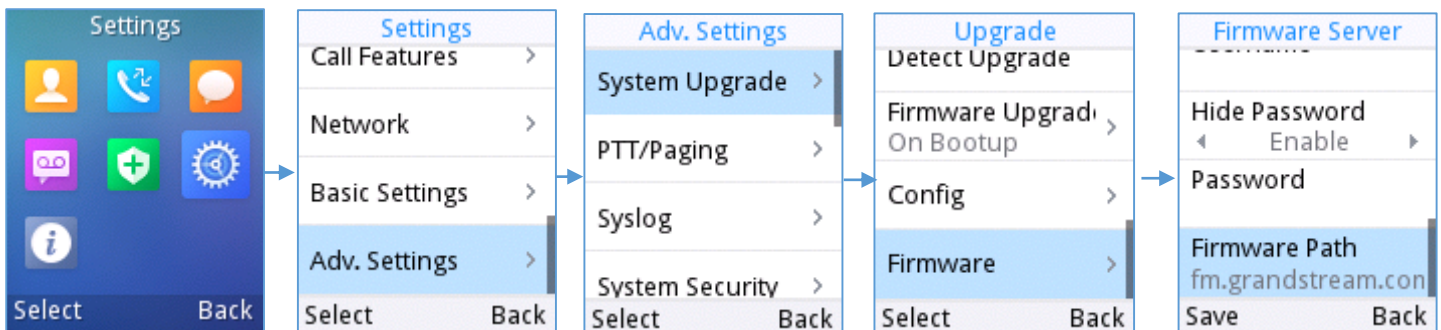 Settings
Select Back
Settings
Call Features
Network
Basic Settings
Adv. Settings
Select Back
Adv. Settings
System Upgrade
PTT/Paging
Syslog
System Security
Select Back
Upgrade
Detect Upgrade
Firmware Upgrad
On Bootup
Config
Firmware
Select Back
Firmware Server
Hide Password
Enable
Password
Firmware Path
fm.grandstream.con
Save Back